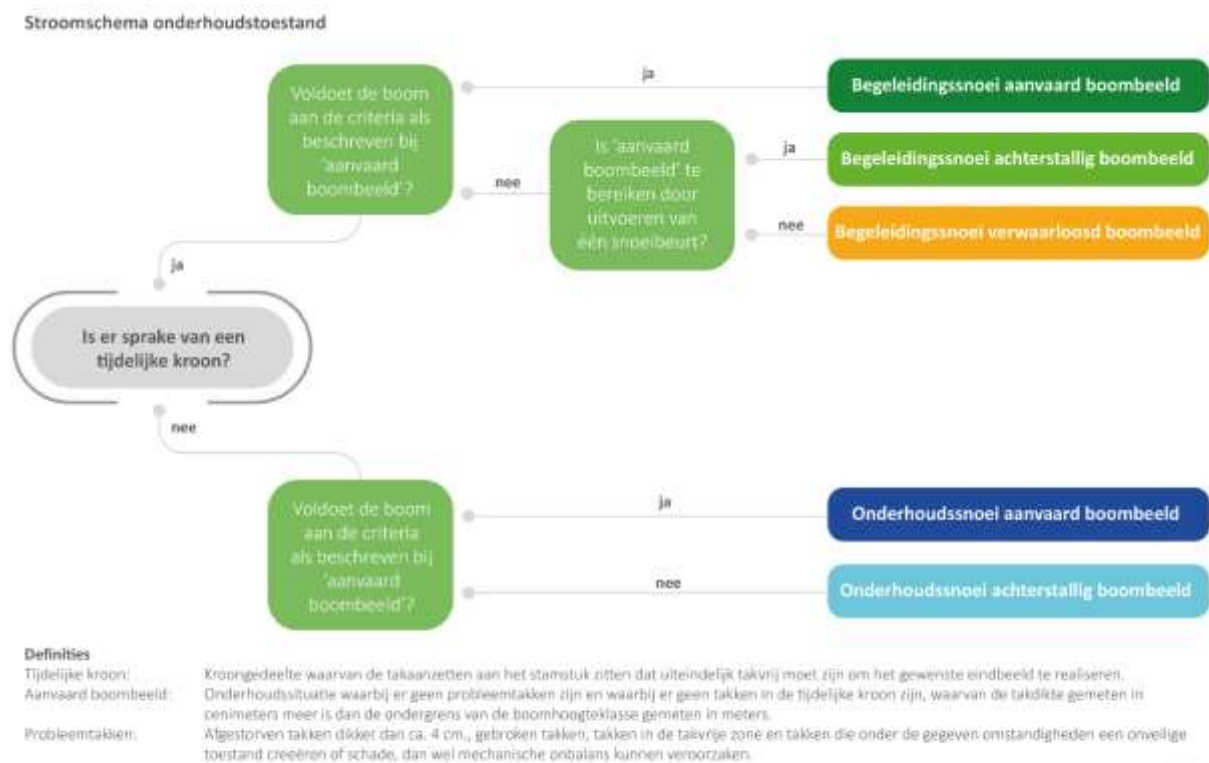 Stroomschema onderhoudstoestand
Voldoet de boom
aan de criteria als
beschreven bij
'aanvaard
boombeeld'?
ja
Begeleidingssnoei aanvaard boombeeld
nee
Is 'aanvaard
boombeeld' te
bereiken door
uitvoeren van
één snoeibeurt?
ja
Begeleidingssnoei achterstallig boombeeld
nee
Begeleidingssnoei verwaarloosd boombeeld
ja
Is er sprake van een
tijdelijke kroon?
nee
Voldoet de boom
aan de criteria
als beschreven bij
'aanvaard
boombeeld'?
ja
Onderhoudssnoei aanvaard boombeeld
nee
Onderhoudssnoei achterstallig boombeeld
Definities
Tijdelijke kroon: Kroongedeelte waarvan de takaanzetten aan het stamstuk zitten dat uiteindelijk takvrij moet zijn om het gewenste eindbeeld te realiseren.
Aanvaard boombeeld: Onderhoudssituatie waarbij er geen probleemtakken zijn en waarbij er geen takken in de tijdelijke kroon zijn, waarvan de takdikte gemeten in
cenimeters meer is dan de ondergrens van de boomhoogteklasse gemeten in meters.
Probleemtakken: Afgestorven takken dikker dan ca. 4 cm., gebroken takken, takken in de takvrije zone en takken die onder de gegeven omstandigheden een onveilige
toestand creeëren of schade, dan wel mechanische onbalans kunnen veroorzaken.